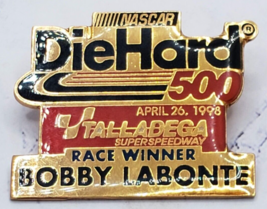 NASCAR
DieHard®
500
APRIL 26, 1998
TALLADEGA
SUPERSPEEDWAY
RACE WINNER
BOBBY LABONTE